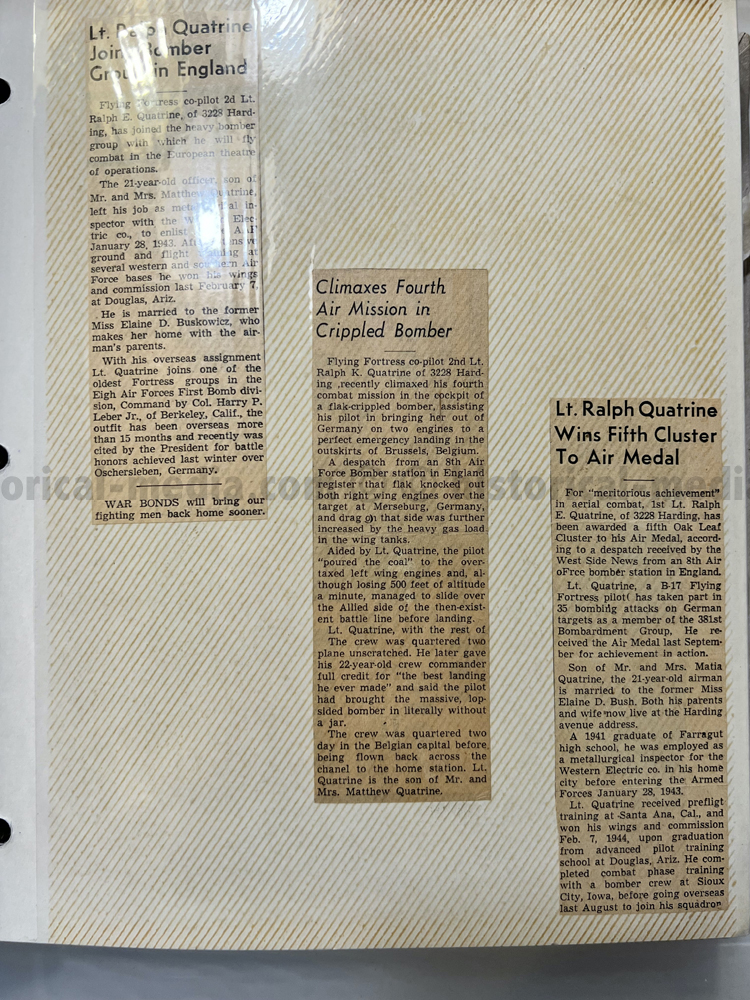 Lt. Ralph Quatrine
Joins Bomber
Group in England
Flying Fortress co-pilot 2d Lt.
Ralph E. Quatrine, of 3228 Hard-
ing, has joined the heavy bomber
group with which he will fly
combat in the European theatre
of operations.
The 21-year-old officer, son of
Mr. and Mrs. Matthew Quatrine,
left his job as in-
spector with the Elec-
tric co., to enlist
January 28, 1943.
ground and flight at
several western and southern Air
Force bases he won his wings
and commission last February 7,
at Douglas, Ariz.
He is married to the former
Miss Elaine D. Buskowicz, who
makes her home with the air-
man's parents.
With his overseas assignment
Lt. Quatrine joins one of the
oldest Fortress groups in the
Eigh Air Forces First Bomb divi-
sion, Command by Col. Harry P.
Leber Jr., of Berkeley, Calif., the
outfit has been overseas more
than 15 months and recently was
cited by the President for battle
honors achieved last winter over
Oschersleben, Germany.
WAR BONDS will bring our
fighting men back home sooner.
Climaxes Fourth
Air Mission in
Crippled Bomber
Flying Fortress co-pilot 2nd Lt.
Ralph K. Quatrine of 3228 Hard-
ing ,recently climaxed his fourth
combat mission in the cockpit of
a flak-crippled bomber, assisting
his pilot in bringing her out of
Germany on two engines to a
perfect emergency landing in the
outskirts of Brussels, Belgium.
A despatch from an 8th Air
Force Bomber station in England
register that flak knocked out
both right wing engines over the
target at Merseburg, Germany,
and drag on that side was further
increased by the heavy gas load
in the wing tanks.
Aided by Lt. Quatrine, the pilot
"poured the coal" to the over-
taxed left wing engines and, al-
though losing 500 feet of altitude
a minute, managed to slide over
the Allied side of the then-exist-
ent battle line before landing.
Lt. Quatrine, with the rest of
The crew was quartered two
plane unscratched. He later gave
his 22-year-old crew commander
full credit for "the best landing
he ever made" and said the pilot
had brought the massive, lop-
sided bomber in literally without
a jar.
The crew was quartered two
day in the Belgian capital before
being flown back across the
chanel to the home station. Lt.
Quatrine is the son of Mr. and
Mrs. Matthew Quatrine.
Lt. Ralph Quatrine
Wins Fifth Cluster
To Air Medal
For "meritorious achievement"
in aerial combat, 1st Lt. Ralph
E. Quatrine, of 3228 Harding, has
been awarded a fifth Oak Leaf
Cluster to his Air Medal, accord-
ing to a despatch received by the
West Side News from an 8th Air
oFrce bomber station in England.
Lt. Quatrine, a B-17 Flying
Fortress pilot( has taken part in
35 bombing attacks on German
targets as a member of the 381st
Bombardment Group. He re-
ceived the Air Medal last Septem-
ber for achievement in action.
Son of Mr. and Mrs. Matia
Quatrine, the 21-year-old airman
is married to the former Miss
Elaine D. Bush. Both his parents
and wife now live at the Harding
avenue address.
A 1941 graduate of Farragut
high school, he was employed as
a metallurgical inspector for the
Western Electric co. in his home
city before entering the Armed
Forces January 28, 1943.
Lt. Quatrine received prefligt
training at Santa Ana, Cal., and
won his wings and commission
Feb. 7, 1944, upon graduation
from advanced pilot training
school at Douglas, Ariz. He com-
pleted combat phase training
with a bomber crew at Sioux
City, Iowa, before going overseas
last August to join his squadron